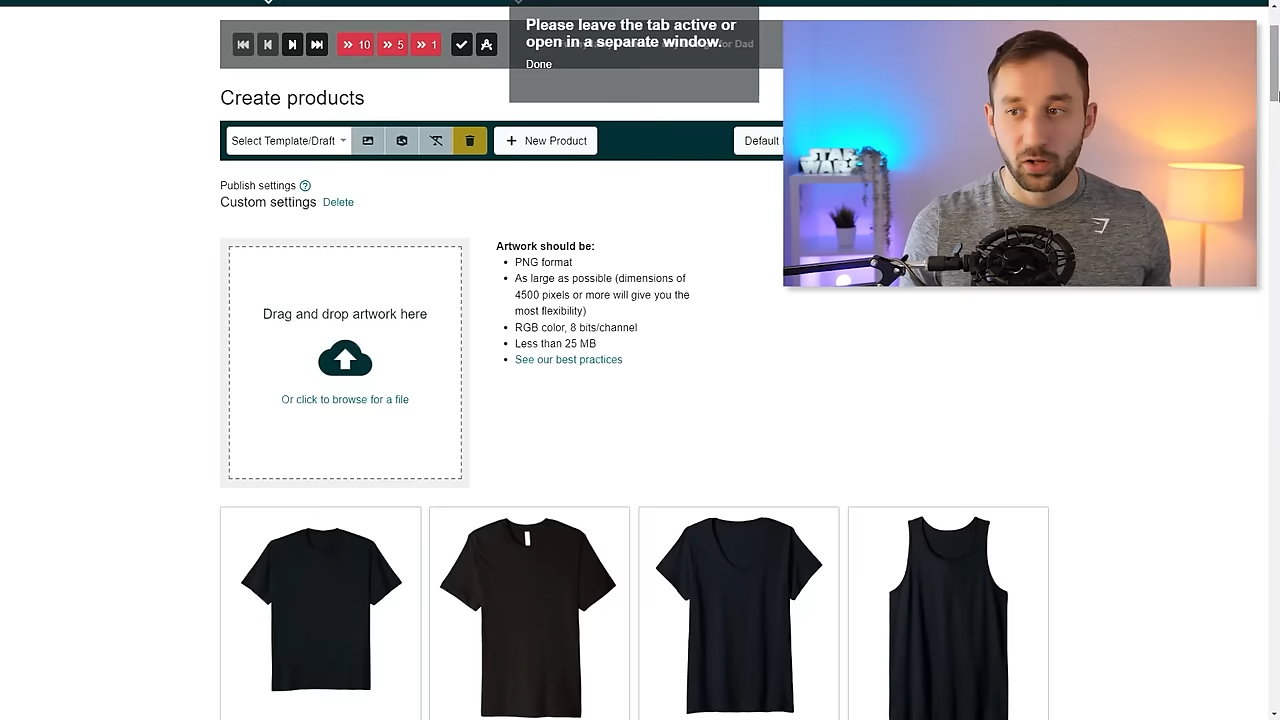 Please leave the tab active or
open in a separate window.
for Dad
Done
10
5
1
Create products
Select Template/Draft
New Product
Default
Publish settings
Custom settings Delete
Artwork should be:
PNG format
As large as possible (dimensions of
4500 pixels or more will give you the
most flexibility)
RGB color, 8 bits/channel
Less than 25 MB
See our best practices
Drag and drop artwork here
Or click to browse for a file
STAR
WARS